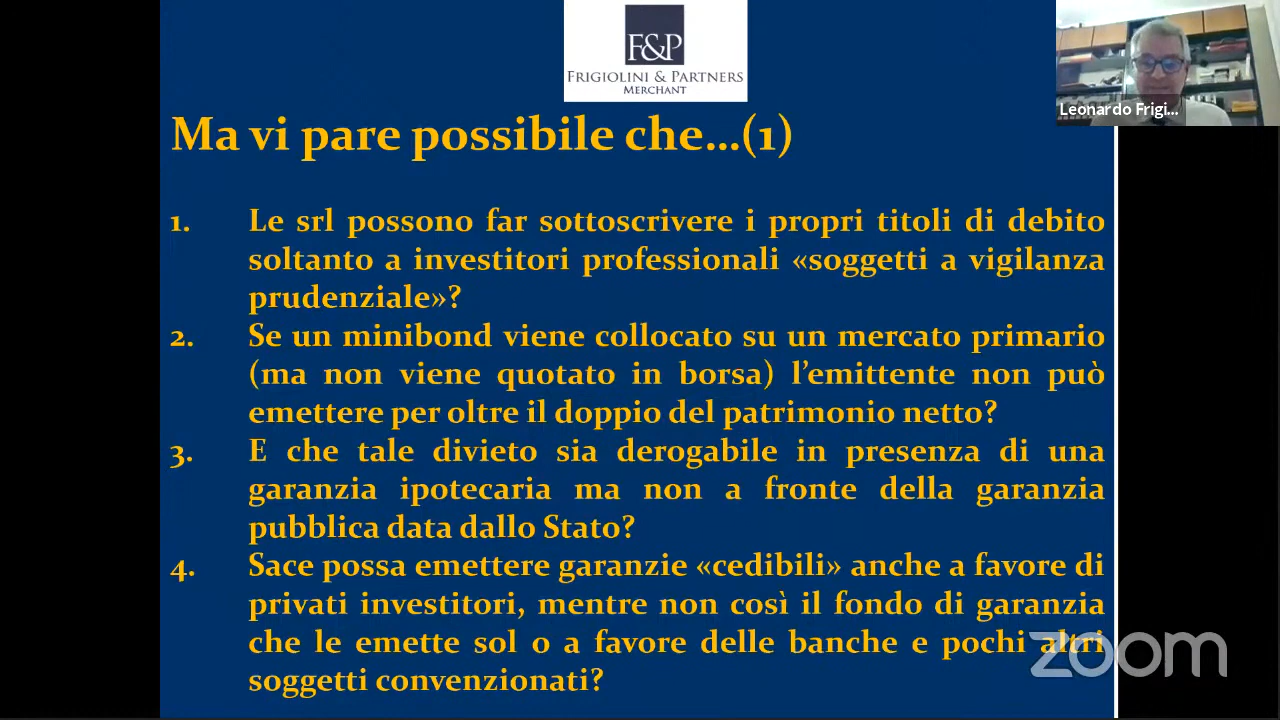 F&P
FRIGIOLINI & PARTNERS
MERCHANT
Leonardo Frigi...
Ma vi pare possibile che...(1)
1. Le srl possono far sottoscrivere i propri titoli di debito
soltanto a investitori professionali «soggetti a vigilanza
prudenziale»?
2. Se un minibond viene collocato su un mercato primario
(ma non viene quotato in borsa) l’emittente non può
emettere per oltre il doppio del patrimonio netto?
3. E che tale divieto sia derogabile in presenza di una
garanzia ipotecaria ma non a fronte della garanzia
pubblica data dallo Stato?
4. Sace possa emettere garanzie «cedibili» anche a favore di
privati investitori, mentre non così il fondo di garanzia
che le emette sol o a favore delle banche e pochi altri
soggetti convenzionati?
zoom